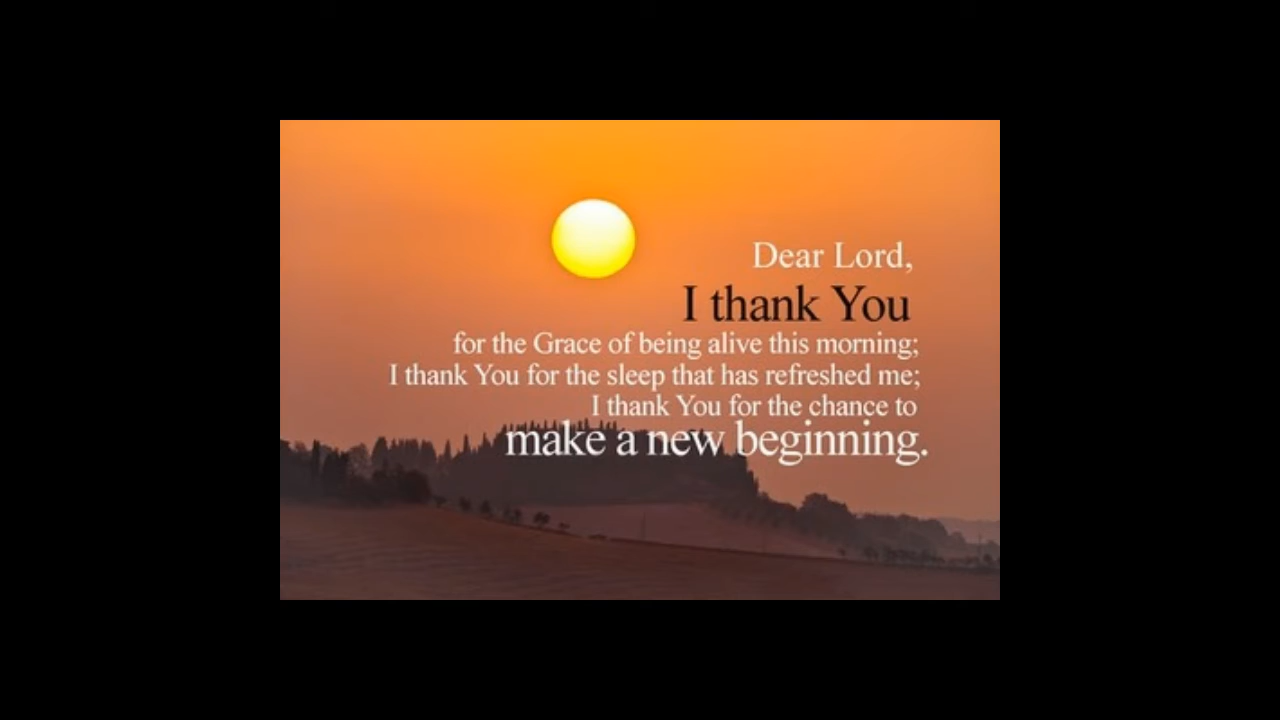 Dear Lord,
I thank You
for the Grace of being alive this morning;
I thank You for the sleep that has refreshed me;
I thank You for the chance to
make a new beginning.